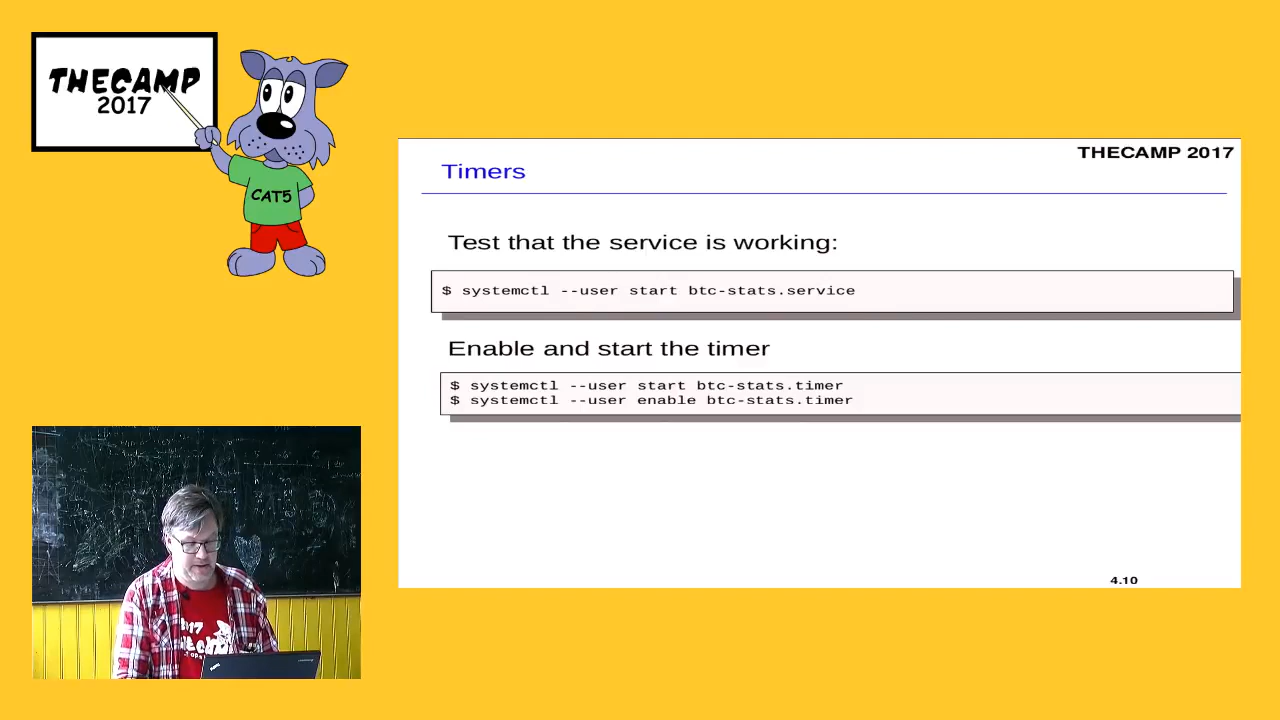 THECAMP
2017
CAT5
THECAMP 2017
Timers
Test that the service is working:
$ systemctl --user start btc-stats.service
Enable and start the timer
$ systemctl --user start btc-stats.timer
$ systemctl --user enable btc-stats.timer
4.10